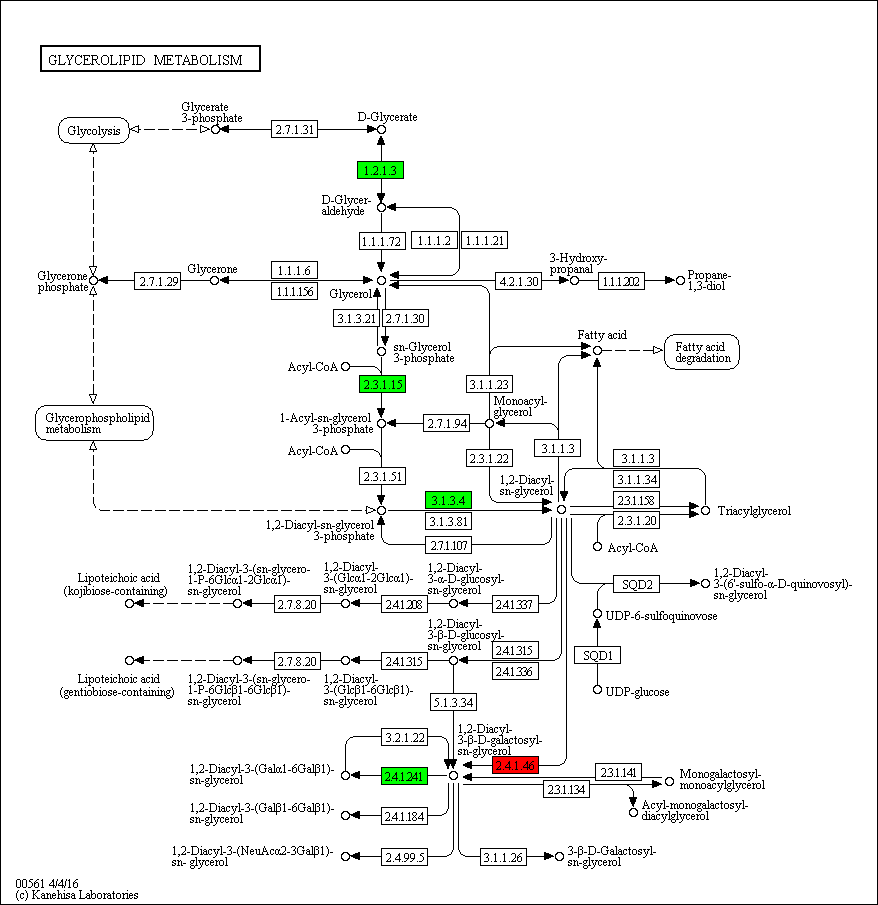 GLYCEROLIPID METABOLISM
Glycerate
3-phosphate
D-Glycerate
Glycolysis
2.7.1.31
1.2.1.3
D-Glycer-
aldehyde
1.1.1.72
1.1.1.2
1.1.1.21
Glycerone
phosphate
2.7.1.29
Glycerone
1.1.1.6
1.1.1.156
Glycerol
4.2.1.30
3-Hydroxy-
propanal
1.1.1202
Propane-
1,3-diol
3.1.3.21
2.7.1.30
sn-Glycerol
3-phosphate
Fatty acid
Fatty acid
degradation
Acyl-CoA
2.3.1.15
3.1.1.23
Glycerophospholipid
metabolism
1-Acyl-sn-glycerol
3-phosphate
2.7.1.94
Monoacyl-
glycerol
Acyl-CoA
2.3.1.22
3.1.1.3
3.1.1.3
2.3.1.51
1,2-Diacyl-
sn-glycerol
3.1.1.34
3.1.3.4
2.3.1.158
1,2-Diacyl-sn-glycerol
3-phosphate
3.1.3.81
2.3.1.20
Triacylglycerol
2.7.1.107
Acyl-CoA
Lipoteichoic acid
(kojibiose-containing)
1,2-Diacyl-3-(sn-glycero-
1-P-6Glcα1-2Glcα1)-
sn-glycerol
2.7.8.20
1,2-Diacyl-
3-(Glcα1-2Glcα1)-
sn-glycerol
2.4.1.208
1,2-Diacyl-
3-α-D-glucosyl-
sn-glycerol
2.4.1.337
SQD2
1,2-Diacyl-
3-(6'-sulfo-α-D-quinovosyl)-
sn-glycerol
UDP-6-sulfoquinovose
1,2-Diacyl-
3-β-D-glucosyl-
sn-glycerol
2.4.1.315
2.4.1.336
SQD1
2.7.8.20
2.4.1.315
Lipoteichoic acid
(gentiobiose-containing)
1,2-Diacyl-3-(sn-glycero-
1-P-6Glcβ1-6Glcβ1)-
sn-glycerol
1,2-Diacyl-
3-(Glcβ1-6Glcβ1)-
sn-glycerol
UDP-glucose
5.1.3.34
3.2.1.22
1,2-Diacyl-
3-β-D-galactosyl-
sn-glycerol
2.4.1.46
1,2-Diacyl-3-(Galα1-6Galβ1)-
sn-glycerol
2.4.1.241
2.3.1.141
2.3.1.134
Monogalactosyl-
monoacylglycerol
1,2-Diacyl-3-(Galβ1-6Galβ1)-
sn-glycerol
2.4.1.184
Acyl-monogalactosyl-
diacylglycerol
1,2-Diacyl-3-(NeuAcα2-3Galβ1)-
sn- glycerol
2.4.99.5
3.1.1.26
3-β-D-Galactosyl-
sn-glycerol
00561 4/4/16
(c) Kanehisa Laboratories